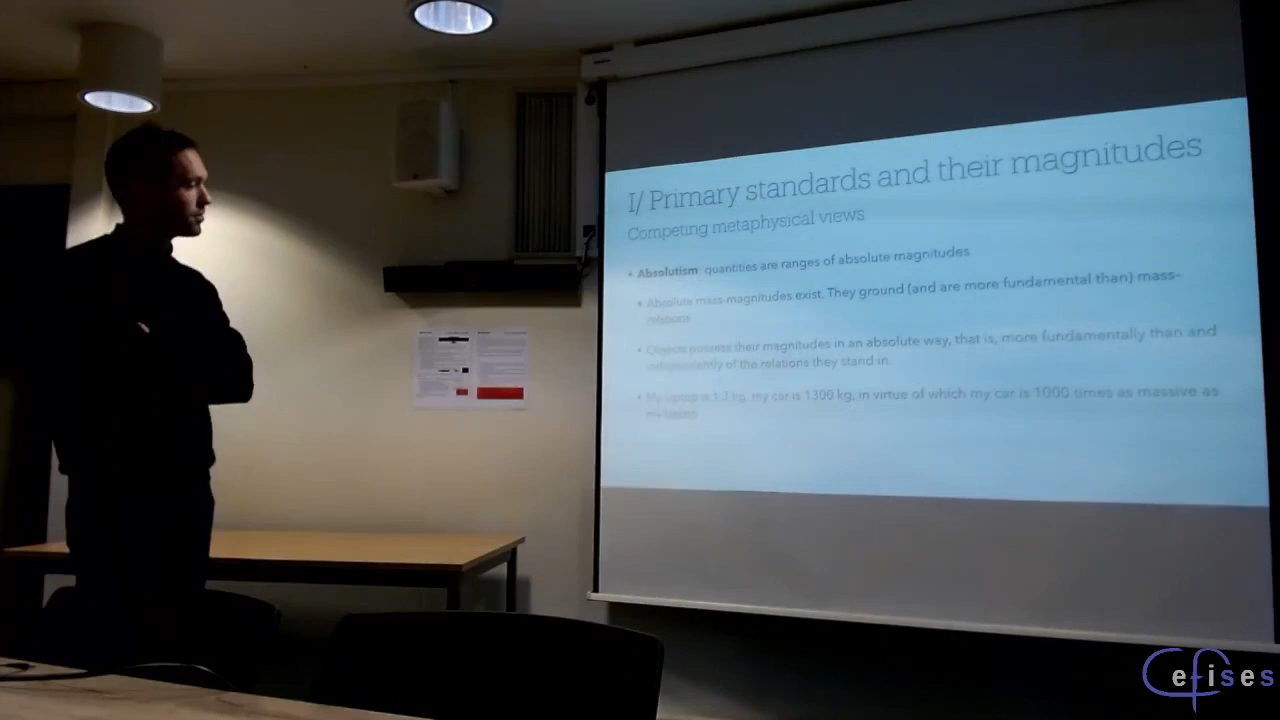 I/ Primary standards and their magnitudes
Competing metaphysical views
• Absolutism: quantities are ranges of absolute magnitudes
• Absolute mass-magnitudes exist. They ground (and are more fundamental than) mass-
relations
• Objects possess their magnitudes in an absolute way, that is, more fundamentally than and
independently of the relations they stand in.
• My laptop is 1.3 kg, my car is 1300 kg, in virtue of which my car is 1000 times as massive as
my laptop
Cefises